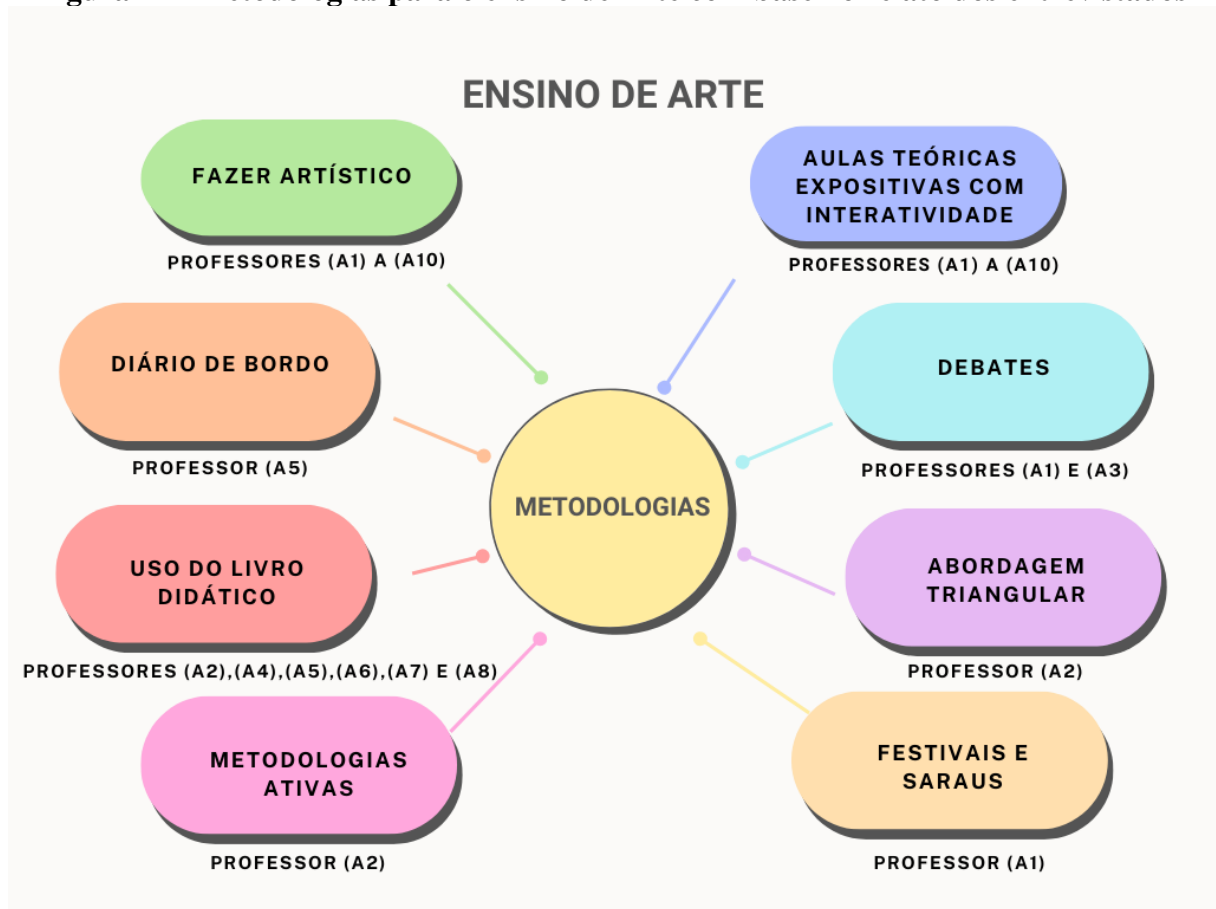 ENSINO DE ARTE
FAZER ARTÍSTICO
PROFESSORES (A1) A (A10)
AULAS TEÓRICAS
EXPOSITIVAS COM
INTERATIVIDADE
PROFESSORES (A1) A (A10)
DIÁRIO DE BORDO
PROFESSOR (A5)
DEBATES
PROFESSORES (A1) E (A3)
METODOLOGIAS
USO DO LIVRO
DIDÁTICO
PROFESSORES (A2),(A4),(A5),(A6),(A7) E (A8)
ABORDAGEM
TRIANGULAR
PROFESSOR (A2)
METODOLOGIAS
ATIVAS
PROFESSOR (A2)
FESTIVAIS E
SARAUS
PROFESSOR (A1)